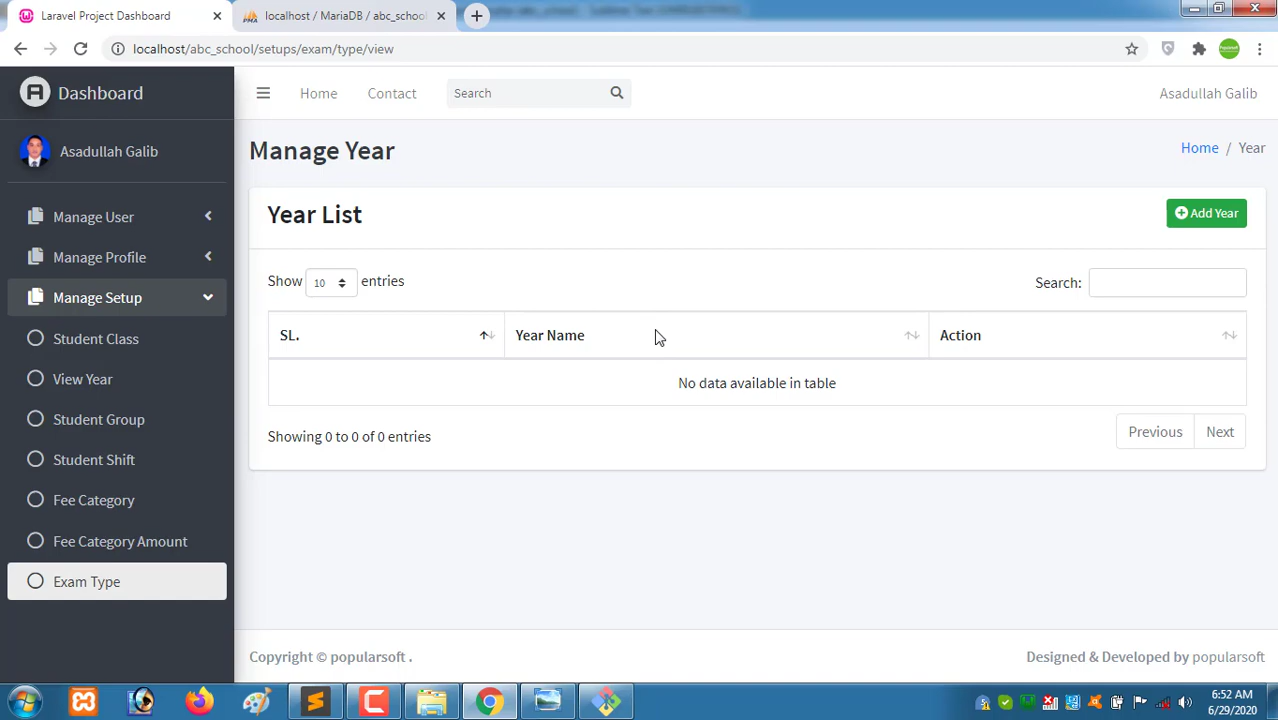 Laravel Project Dashboard
localhost / MariaDB / abc_school
localhost/abc_school/setups/exam/type/view
Dashboard
Home
Contact
Search
Asadullah Galib
Asadullah Galib
Manage User
Manage Profile
Manage Setup
Student Class
View Year
Student Group
Student Shift
Fee Category
Fee Category Amount
Exam Type
Manage Year
Home / Year
Year List
Add Year
Show 10 entries
Search:
SL. Year Name Action
No data available in table
Showing 0 to 0 of 0 entries
Previous Next
Copyright © popularsoft .
Designed & Developed by popularsoft
6:52 AM
6/29/2020